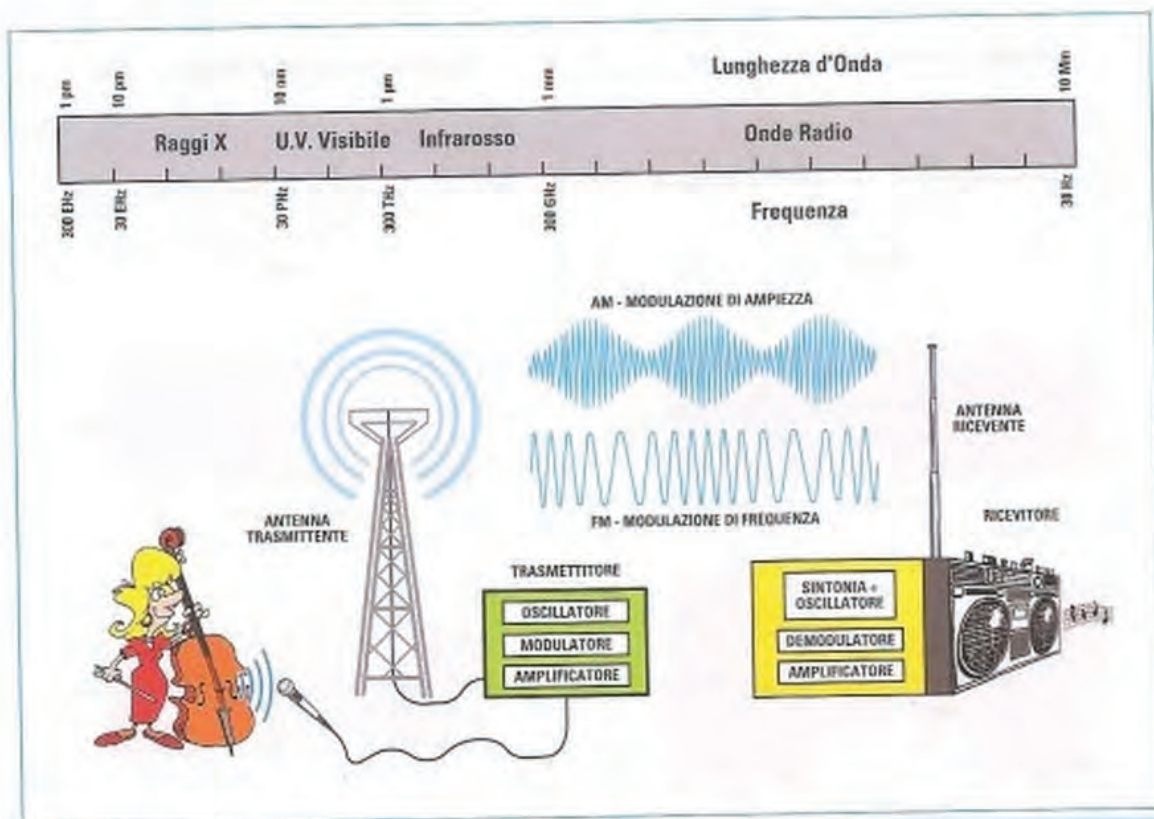 Lunghezza d'Onda
1 pm
10 pm
10 nm
1 µm
1 mm
10 Mm
Raggi X
U.V. Visibile
Infrarosso
Onde Radio
300 EHz
30 EHz
30 PHz
300 THz
300 GHz
30 Hz
Frequenza
AM - MODULAZIONE DI AMPIEZZA
ANTENNA
RICEVENTE
FM - MODULAZIONE DI FREQUENZA
RICEVITORE
ANTENNA
TRASMITTENTE
TRASMETTITORE
OSCILLATORE
MODULATORE
AMPLIFICATORE
SINTONIA +
OSCILLATORE
DEMODULATORE
AMPLIFICATORE